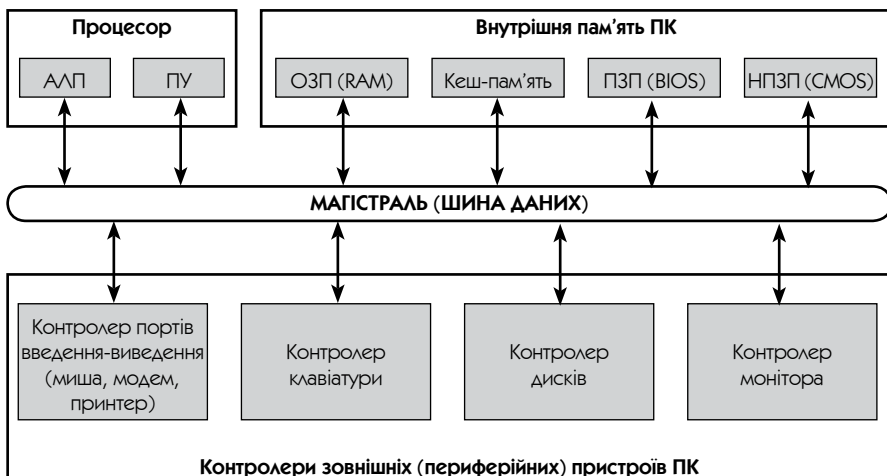 Процесор
Внутрішня пам’ять ПК
АЛП
ПУ
ОЗП (RAM)
Кеш-пам’ять
ПЗП (BIOS)
НПЗП (CMOS)
МАГІСТРАЛЬ (ШИНА ДАНИХ)
Контролер портів
введення-виведення
(миша, модем,
принтер)
Контролер
клавіатури
Контролер
дисків
Контролер
монітора
Контролери зовнішніх (периферійних) пристроїв ПК